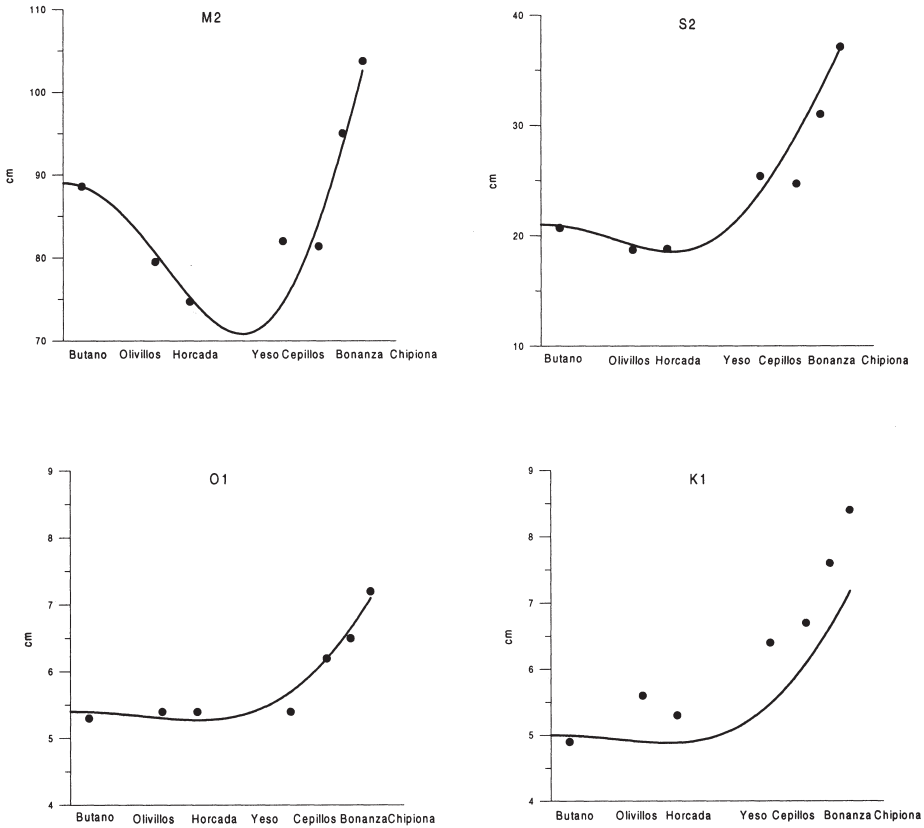 M2
110
100
90
80
70
cm
Butano Olivillos Horcada Yeso Cepillos Bonanza Chipiona
S2
40
30
20
10
cm
Butano Olivillos Horcada Yeso Cepillos Bonanza Chipiona
O1
9
8
7
6
5
4
cm
Butano Olivillos Horcada Yeso Cepillos Bonanza Chipiona
K1
9
8
7
6
5
4
cm
Butano Olivillos Horcada Yeso Cepillos Bonanza Chipiona